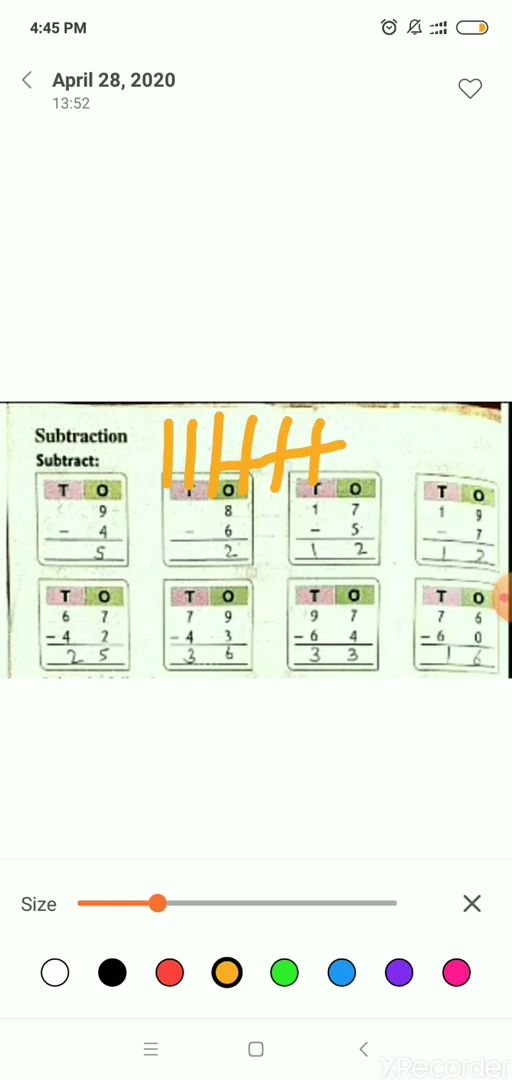 4:45 PM
April 28, 2020
13:52
Subtraction
Subtract:
T O T O T O T O
9 8 1 7 1 9
- 4 - 6 - 5 - 7
5 2 1 2 1 2
T O T O T O T O
6 7 7 9 9 7 7 6
- 4 2 - 4 3 - 6 4 - 6 0
2 5 3 6 3 3 1 6
Size
XRecorder